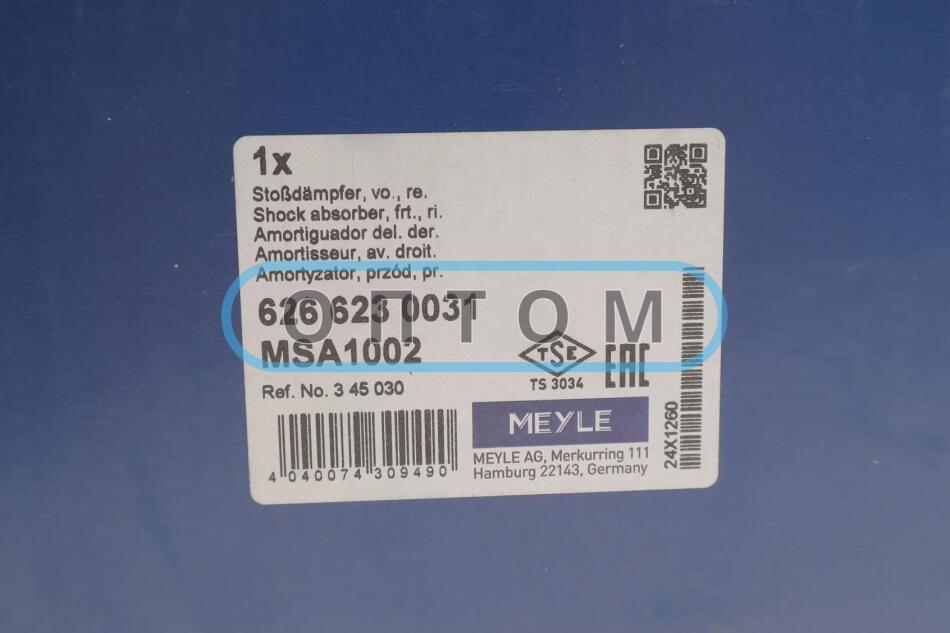 1x
Stoßdämpfer, vo., re.
Shock absorber, frt., ri.
Amortiguador del. der.
Amortisseur, av. droit.
Amortyzator, przód, pr.
626 623 0031
ОПТОМ
MSA1002
TSE
EAC
TS 3034
Ref. No. 3 45 030
MEYLE
MEYLE AG, Merkurring 111
Hamburg 22143, Germany
4 040074 309490
24X1260